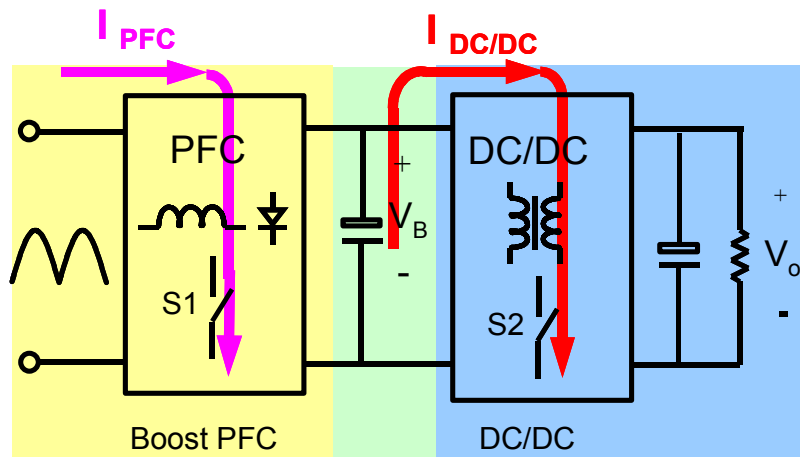 I PFC
I DC/DC
PFC
DC/DC
+
V B
-
S1
S2
+
V o
-
Boost PFC
DC/DC